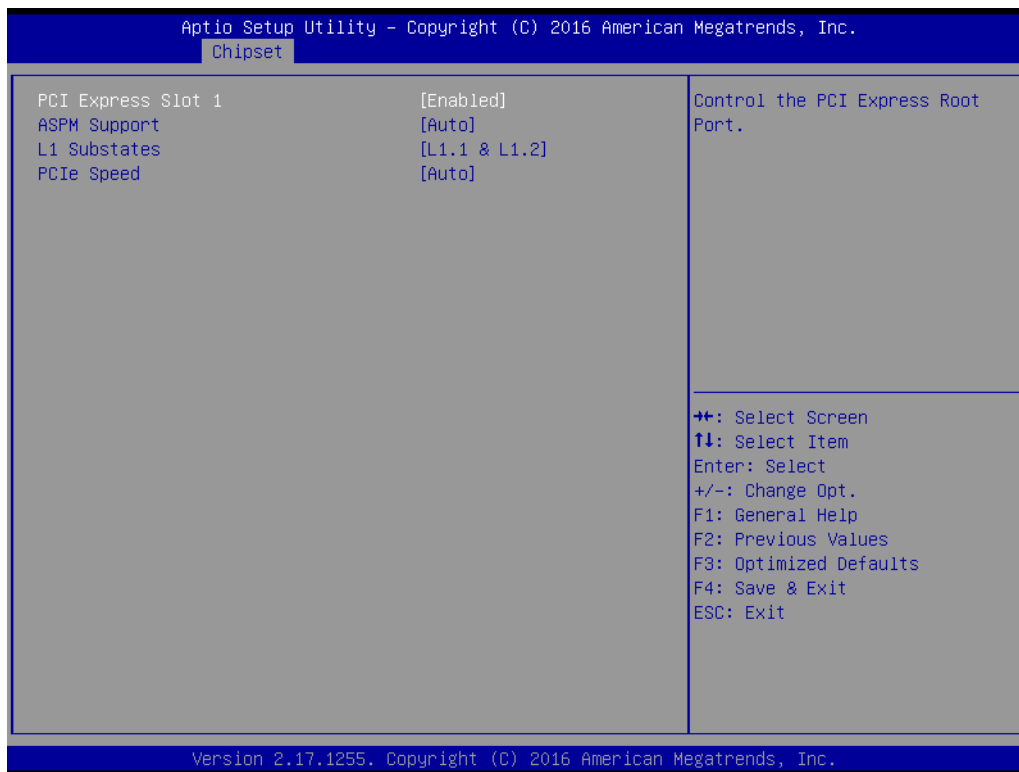 Aptio Setup Utility – Copyright (C) 2016 American Megatrends, Inc.
Chipset
PCI Express Slot 1 [Enabled]
ASPM Support [Auto]
L1 Substates [L1.1 & L1.2]
PCIe Speed [Auto]
Control the PCI Express Root
Port.
→←: Select Screen
↑↓: Select Item
Enter: Select
+/-: Change Opt.
F1: General Help
F2: Previous Values
F3: Optimized Defaults
F4: Save & Exit
ESC: Exit
Version 2.17.1255. Copyright (C) 2016 American Megatrends, Inc.